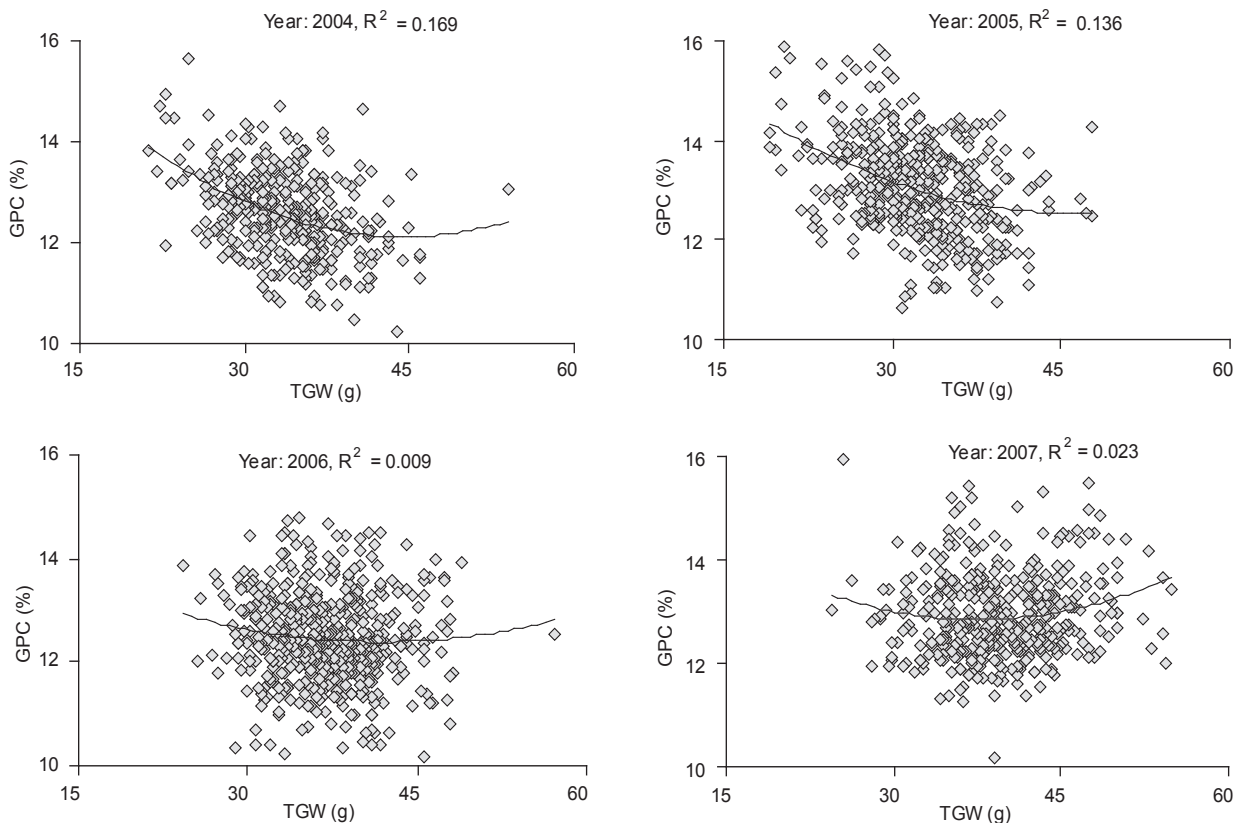 Year: 2004, R² = 0.169
16
14
12
10
GPC (%)
15 30 45 60
TGW (g)
Year: 2005, R² = 0.136
16
14
12
10
GPC (%)
15 30 45 60
TGW (g)
Year: 2006, R² = 0.009
16
14
12
10
GPC (%)
15 30 45 60
TGW (g)
Year: 2007, R² = 0.023
16
14
12
10
GPC (%)
15 30 45 60
TGW (g)